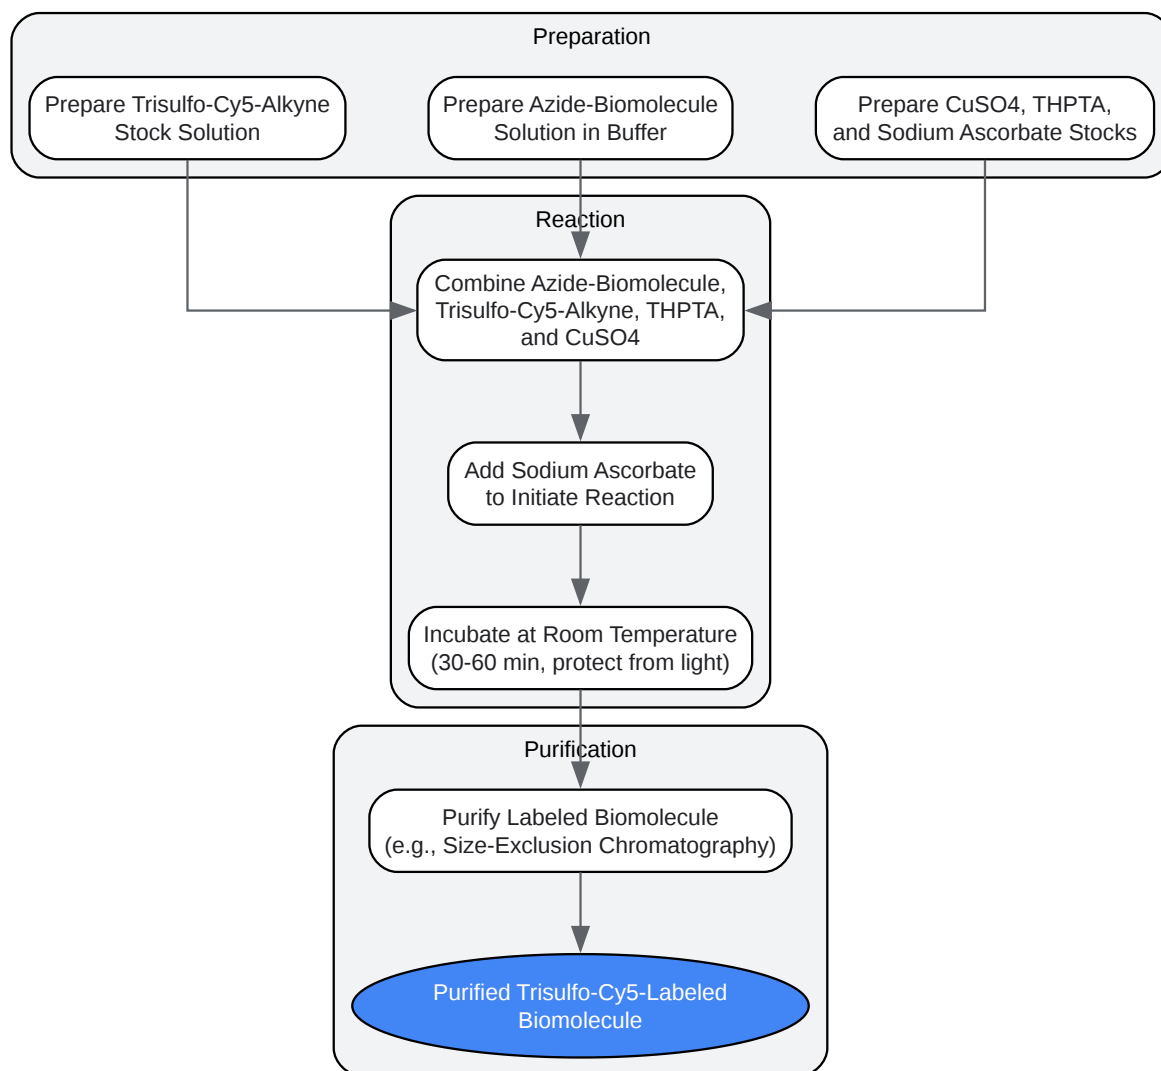 Preparation
Prepare Trisulfo-Cy5-Alkyne
Stock Solution
Prepare Azide-Biomolecule
Solution in Buffer
Prepare CuSO4, THPTA,
and Sodium Ascorbate Stocks
Reaction
Combine Azide-Biomolecule,
Trisulfo-Cy5-Alkyne, THPTA,
and CuSO4
Add Sodium Ascorbate
to Initiate Reaction
Incubate at Room Temperature
(30-60 min, protect from light)
Purification
Purify Labeled Biomolecule
(e.g., Size-Exclusion Chromatography)
Purified Trisulfo-Cy5-Labeled
Biomolecule